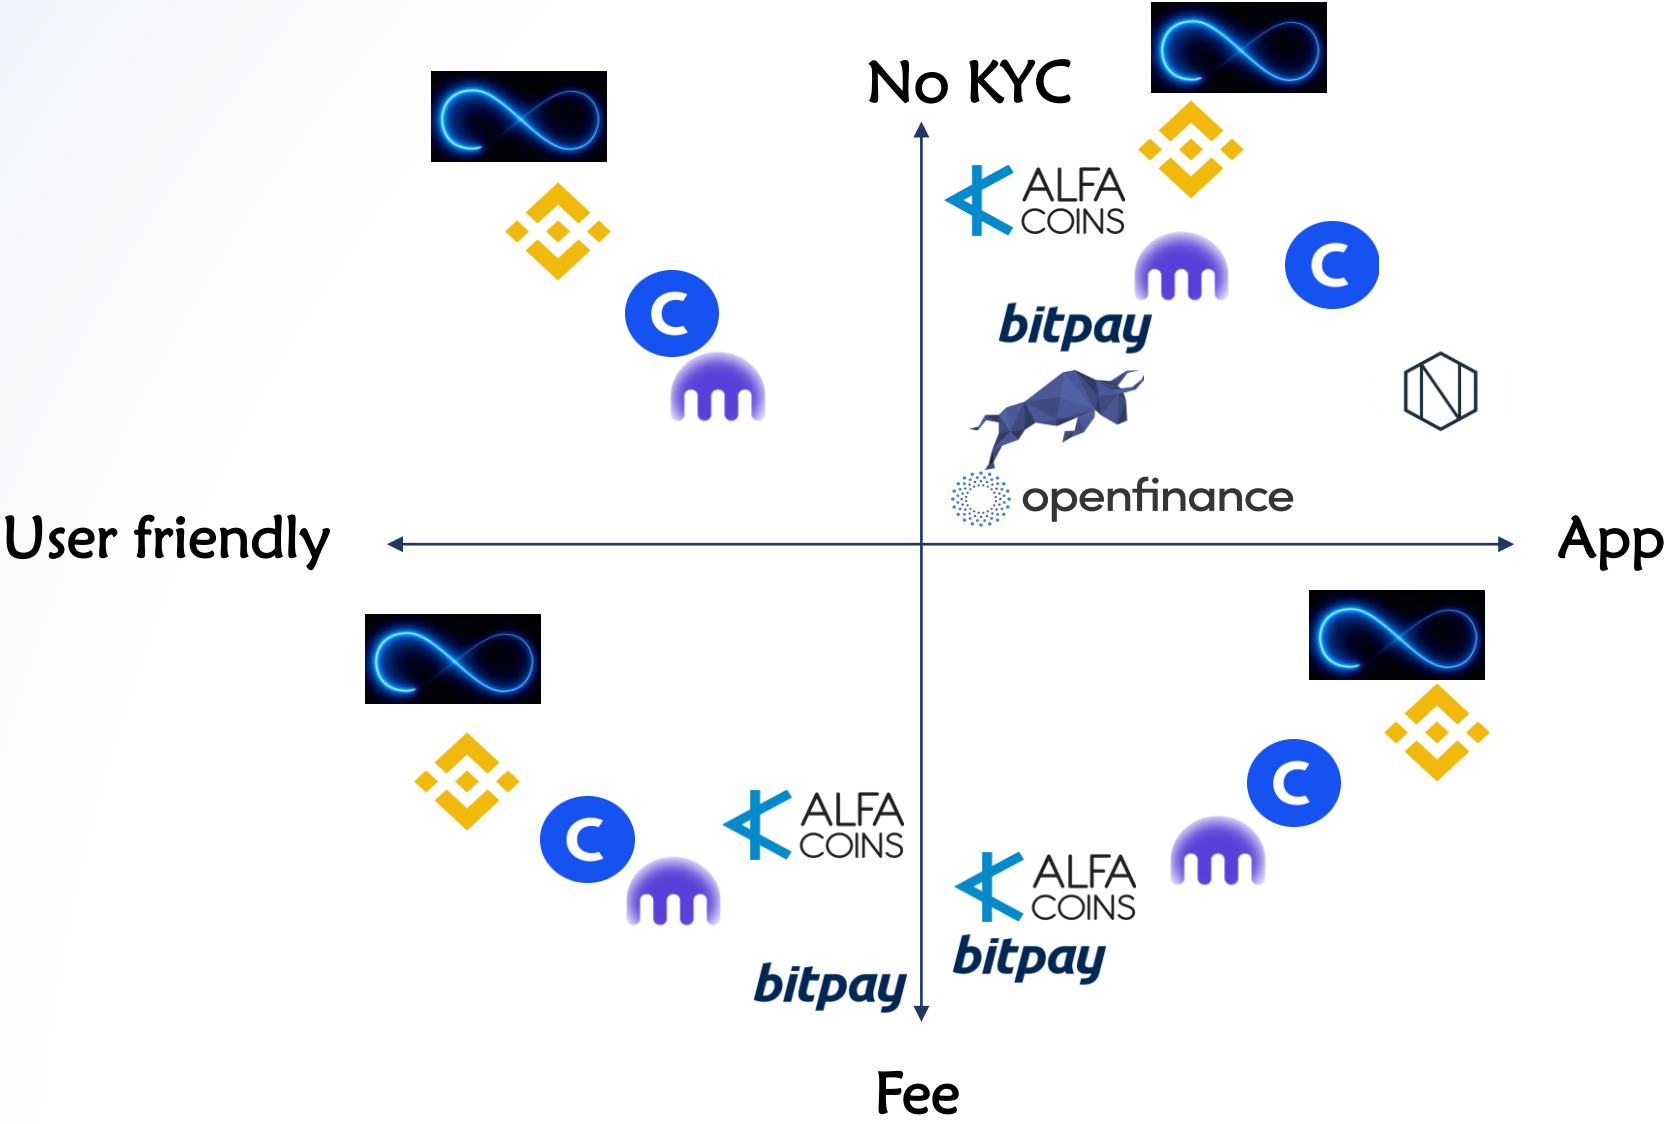 No KYC
ALFA
COINS
C
C
bitpay
N
openfinance
User friendly
App
C
C
ALFA
COINS
ALFA
COINS
bitpay
bitpay
Fee